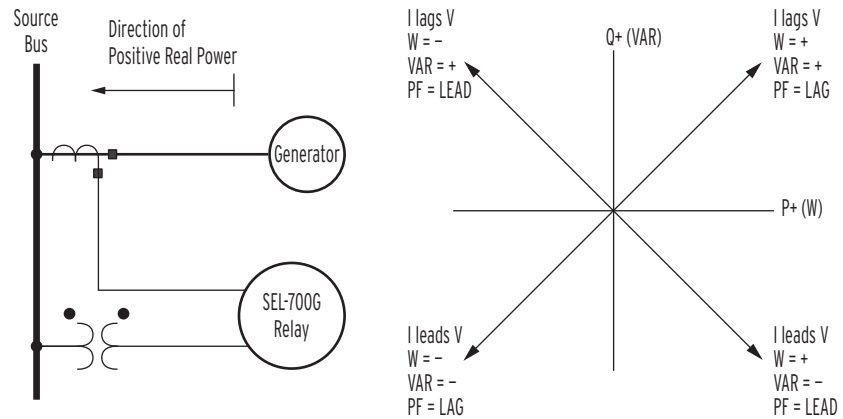 Source
Bus
Direction of
Positive Real Power
Generator
SEL-700G
Relay
I lags V
W = –
VAR = +
PF = LEAD
Q+ (VAR)
I lags V
W = +
VAR = +
PF = LAG
P+ (W)
I leads V
W = –
VAR = –
PF = LAG
I leads V
W = +
VAR = –
PF = LEAD